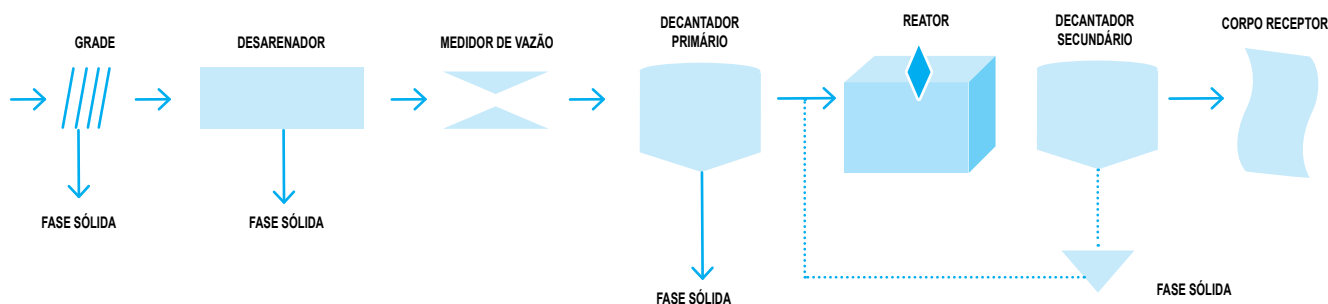 GRADE
DESARENADOR
MEDIDOR DE VAZÃO
DECANTADOR
PRIMÁRIO
REATOR
DECANTADOR
SECUNDÁRIO
CORPO RECEPTOR
FASE SÓLIDA
FASE SÓLIDA
FASE SÓLIDA
FASE SÓLIDA